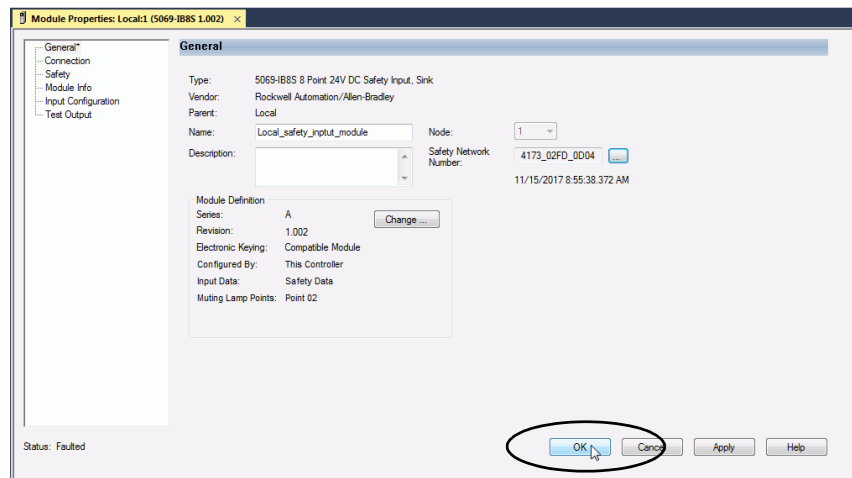 Module Properties: Local:1 (5069-IB8S 1.002) ×
General*
Connection
Safety
Module Info
Input Configuration
Test Output
General
Type: 5069-IB8S 8 Point 24V DC Safety Input, Sink
Vendor: Rockwell Automation/Allen-Bradley
Parent: Local
Name: Local_safety_intput_module Node: 1
Description: Safety Network Number: 4173_02FD_0D04 ...
11/15/2017 8:55:38.372 AM
Module Definition
Series: A Change ...
Revision: 1.002
Electronic Keying: Compatible Module
Configured By: This Controller
Input Data: Safety Data
Muting Lamp Points: Point 02
Status: Faulted
OK Cancel Apply Help